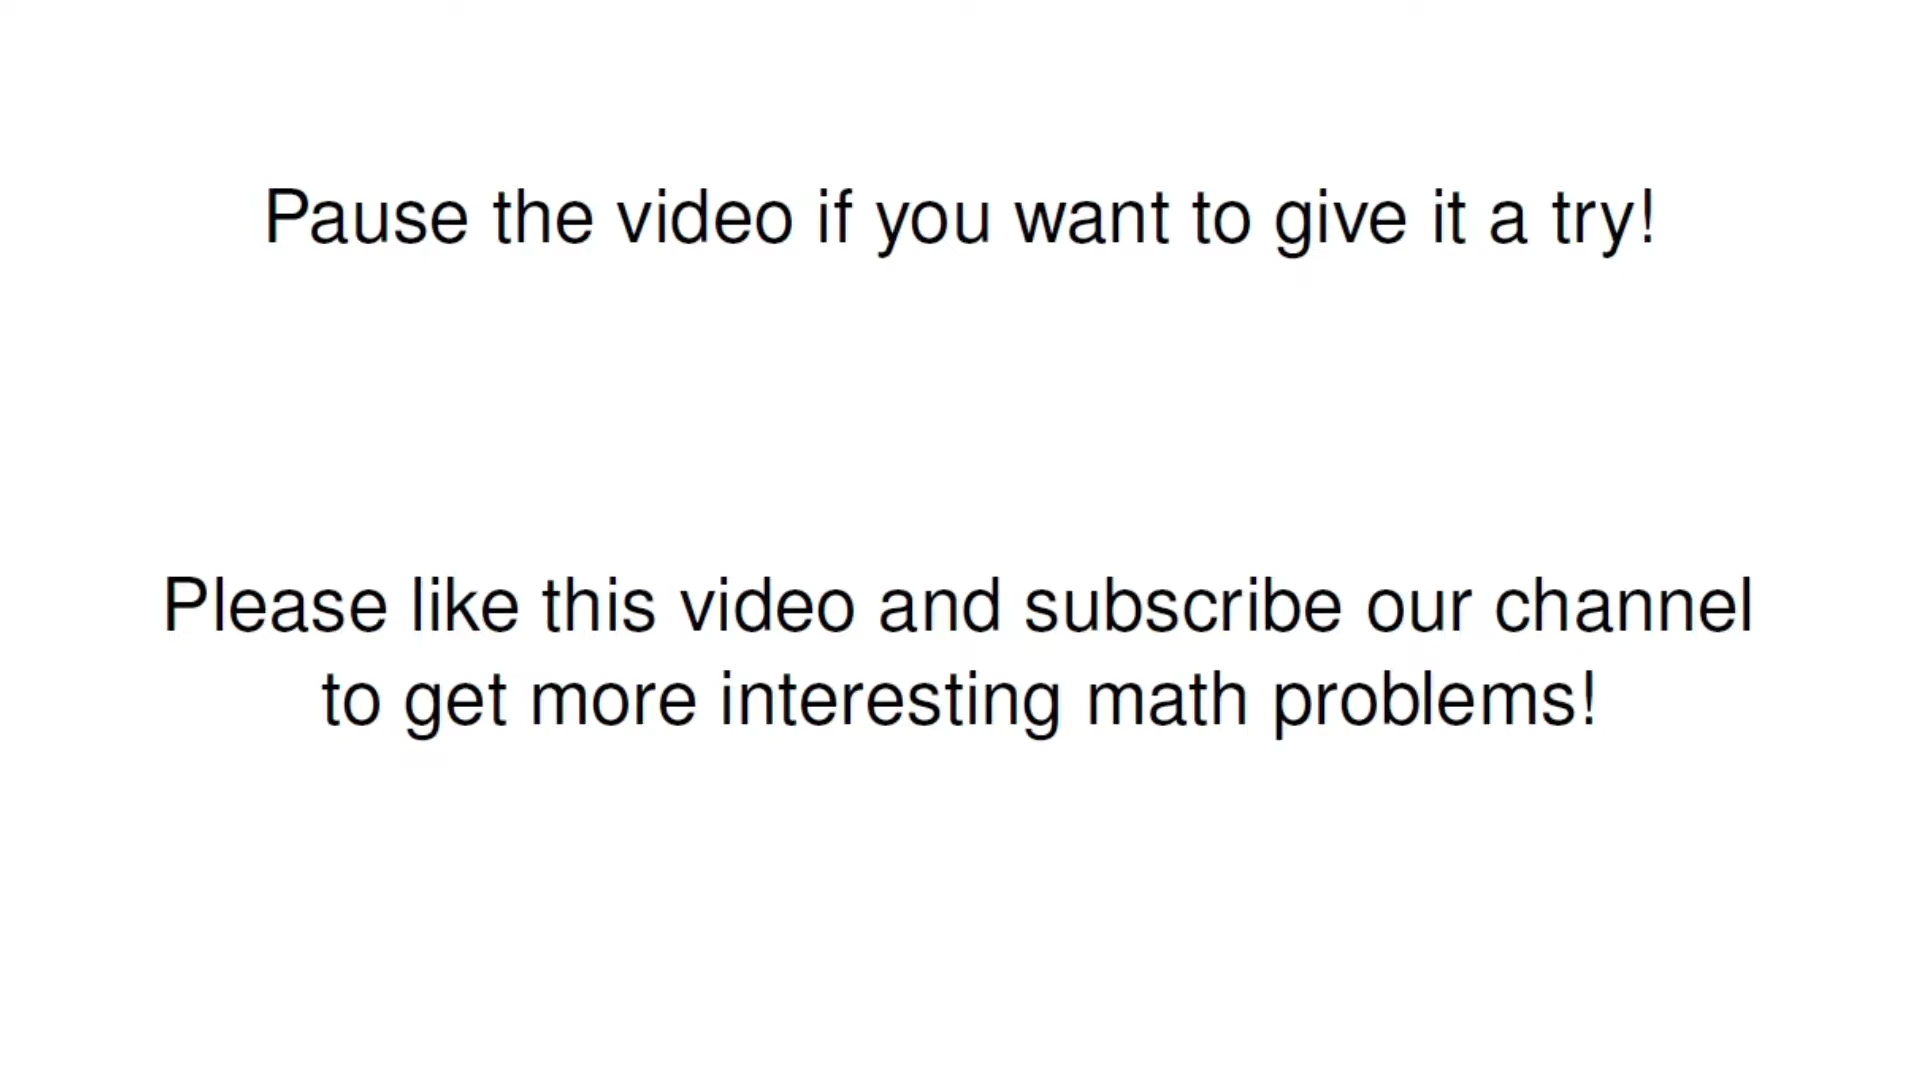 Pause the video if you want to give it a try!
Please like this video and subscribe our channel
to get more interesting math problems!